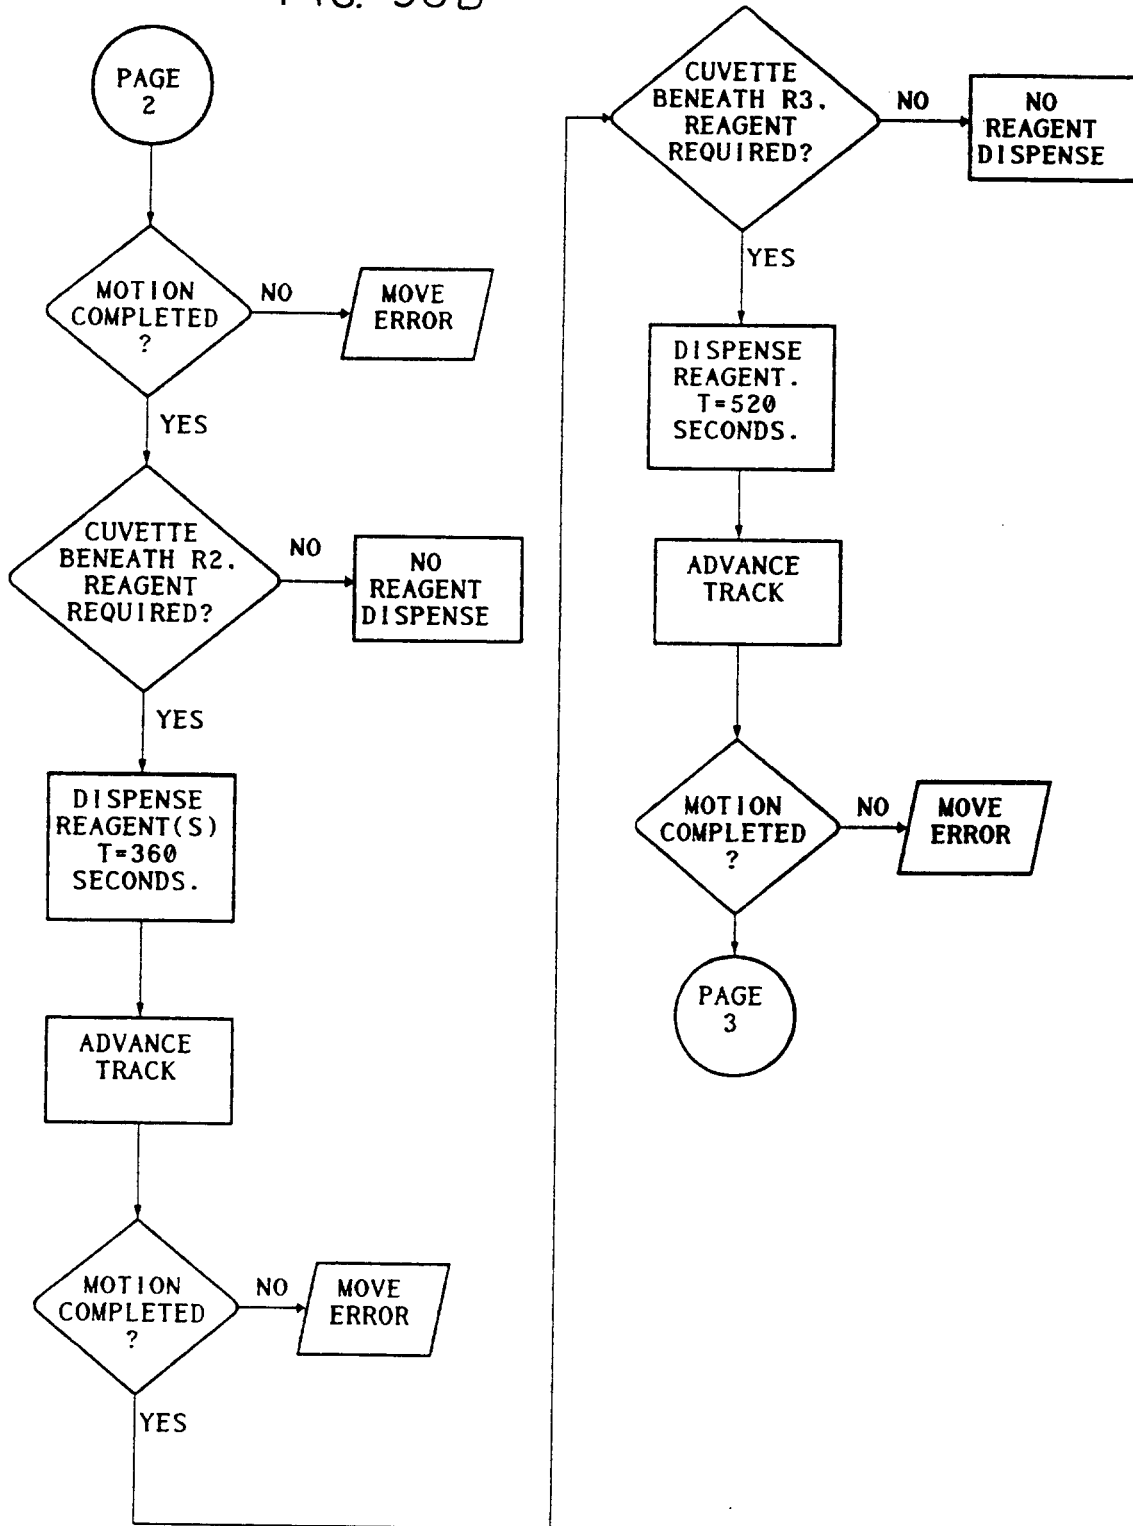 PAGE
2
MOTION
COMPLETED
?
NO
MOVE
ERROR
YES
CUVETTE
BENEATH R2.
REAGENT
REQUIRED?
NO
NO
REAGENT
DISPENSE
YES
DISPENSE
REAGENT(S)
T=360
SECONDS.
ADVANCE
TRACK
MOTION
COMPLETED
?
NO
MOVE
ERROR
YES
CUVETTE
BENEATH R3.
REAGENT
REQUIRED?
NO
NO
REAGENT
DISPENSE
YES
DISPENSE
REAGENT.
T=520
SECONDS.
ADVANCE
TRACK
MOTION
COMPLETED
?
NO
MOVE
ERROR
PAGE
3